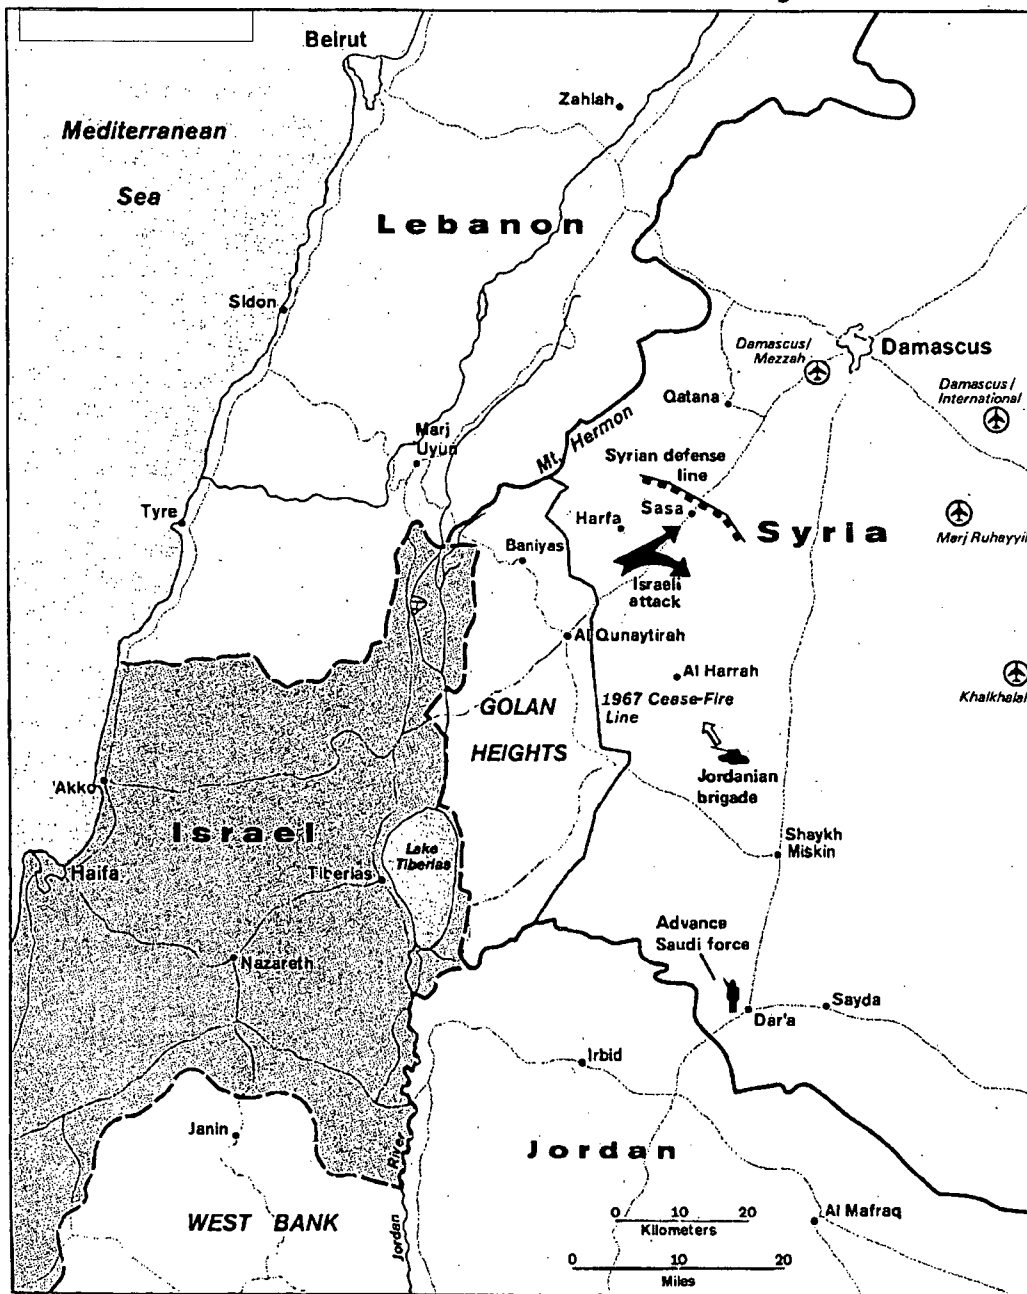 Beirut
Zahlah
Mediterranean
Sea
Lebanon
Sidon
Damascus/
Mezzah
Damascus
Damascus/
International
Qatana
Marj
Uyun
Mt. Hermon
Syrian defense
line
Sasa
Tyre
Harfa
Syria
Marj Ruhayyil
Baniyas
Israeli
attack
Al Qunaytirah
Al Harrah
1967 Cease-Fire
Line
GOLAN
HEIGHTS
Khalkhalah
'Akko
Jordanian
brigade
Israel
Shaykh
Miskin
Lake
Tiberias
Haifa
Tiberias
Advance
Saudi force
Nazareth
Sayda
Dar'a
Irbid
Janin
Jordan
River
Jordan
WEST BANK
Al Mafraq
0 10 20
Kilometers
0 10 20
Miles